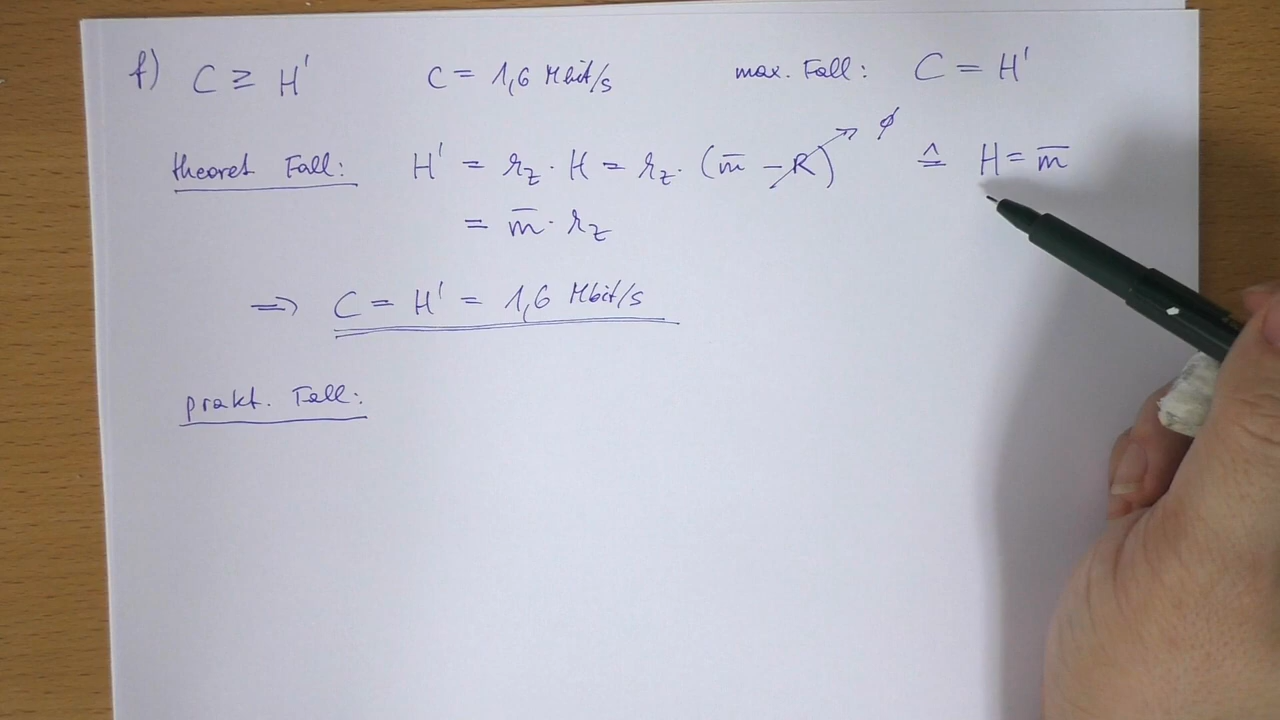 f) C ≥ H' C = 1,6 Mbit/s max. Fall: C = H'
theoret Fall: H' = r_z · H = r_z · (m̅ − R) ↗ ∅ ≙ H = m̅
= m̅ · r_z
=> C = H' = 1,6 Mbit/s
prakt. Fall: